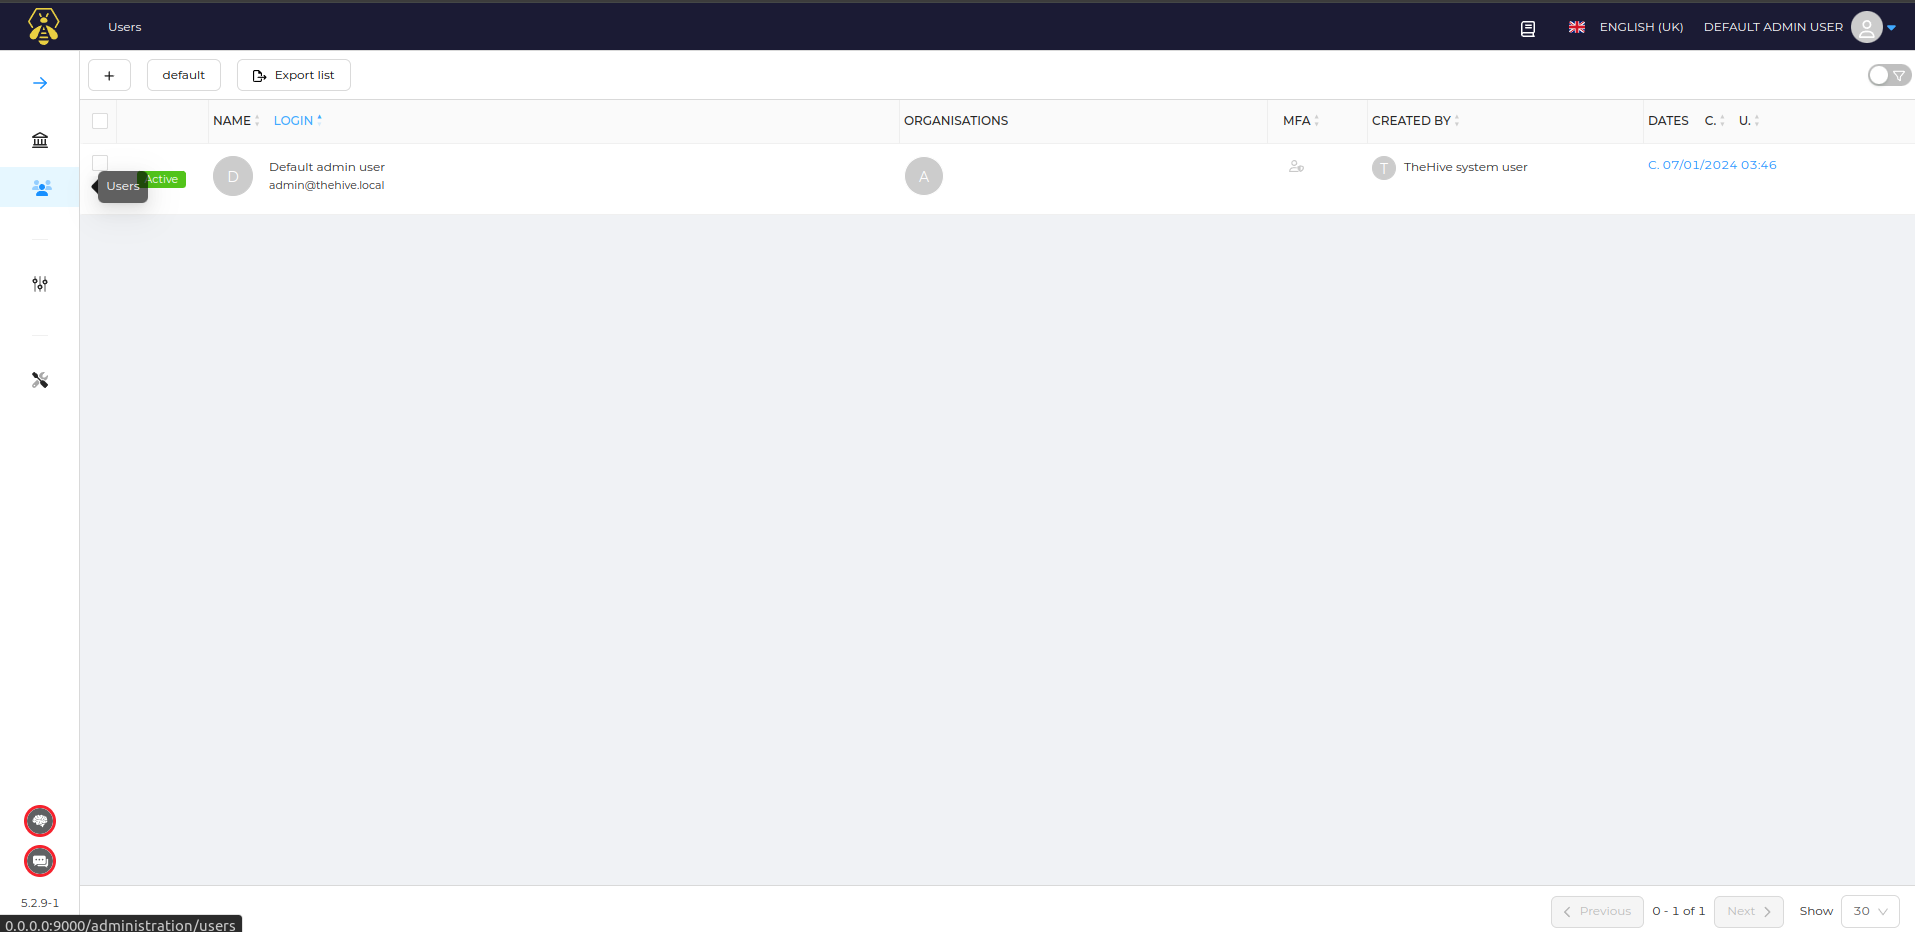 Users
ENGLISH (UK)
DEFAULT ADMIN USER
+
default
Export list
NAME
LOGIN
ORGANISATIONS
MFA
CREATED BY
DATES
C.
U.
Users
Active
D
Default admin user
admin@thehive.local
A
T
TheHive system user
C. 07/01/2024 03:46
5.2.9-1
Previous
0 - 1 of 1
Next
Show
30
0.0.0.0:9000/administration/users